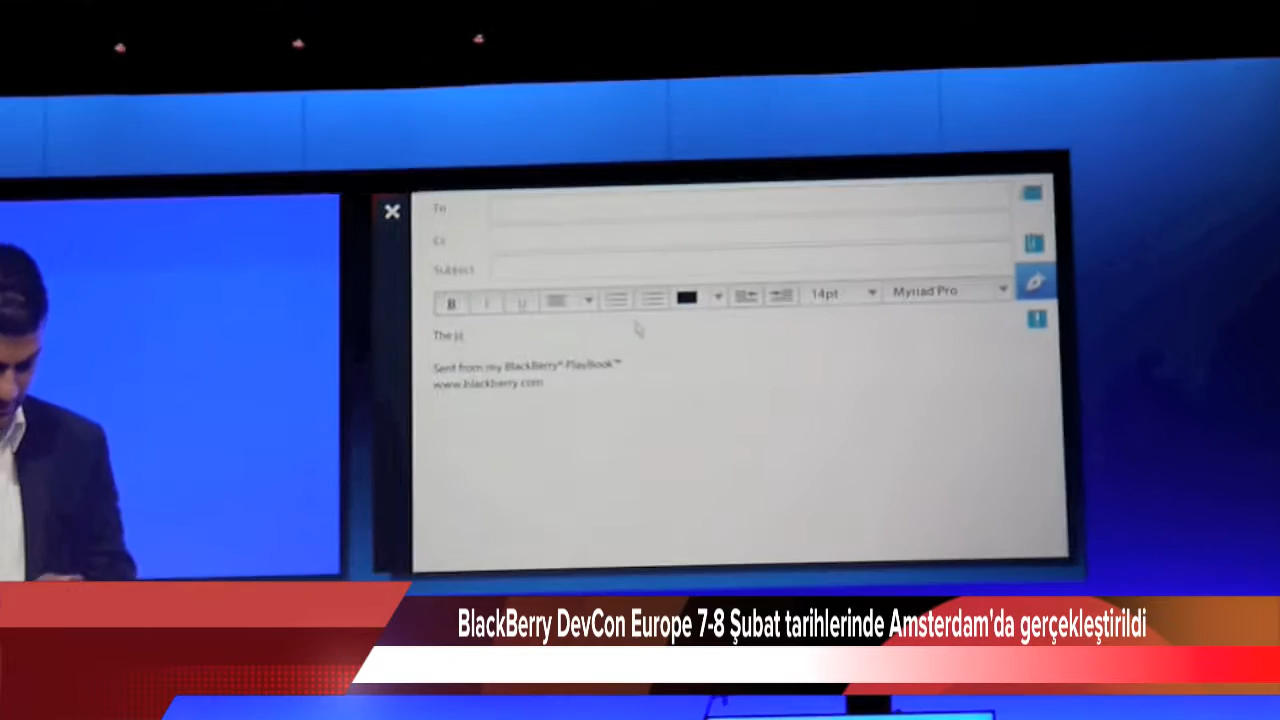 To
Cc
Subject
B I U 14pt Myriad Pro
The
Sent from my BlackBerry® PlayBook™
www.blackberry.com
BlackBerry DevCon Europe 7-8 Şubat tarihlerinde Amsterdam'da gerçekleştirildi